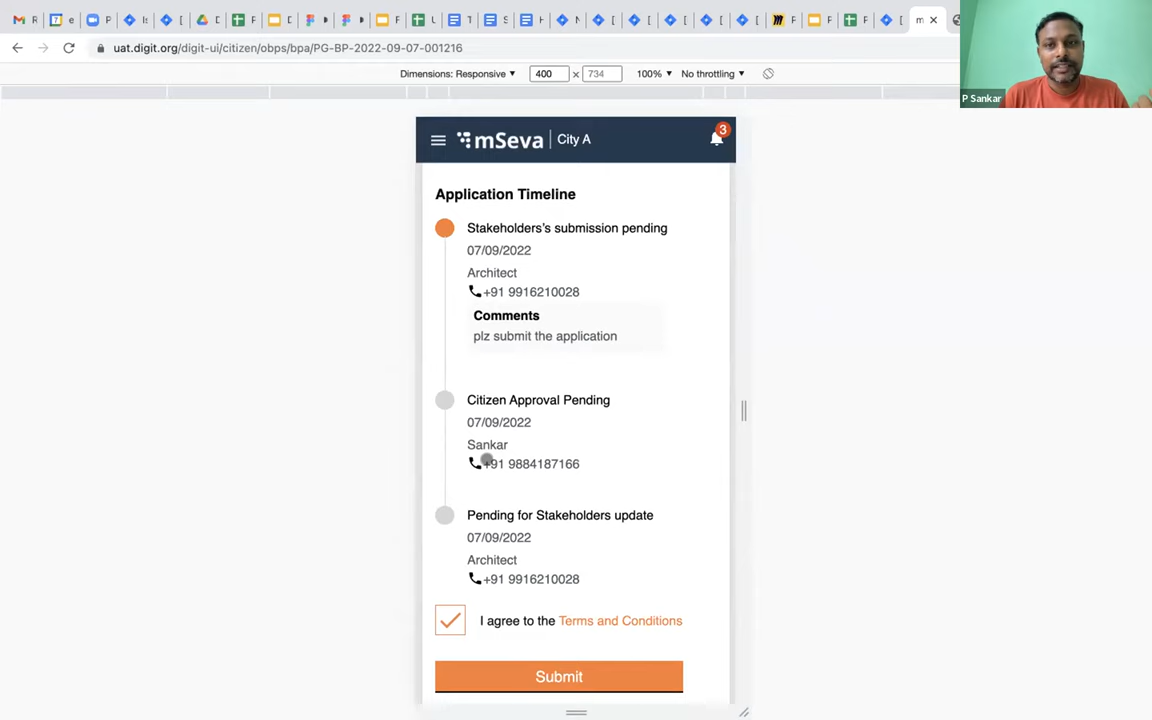 uat.digit.org/digit-ui/citizen/obps/bpa/PG-BP-2022-09-07-001216
Dimensions: Responsive 400 × 734 100% No throttling
P Sankar
mSeva City A 3
Application Timeline
Stakeholders's submission pending
07/09/2022
Architect
+91 9916210028
Comments
plz submit the application
Citizen Approval Pending
07/09/2022
Sankar
+91 9884187166
Pending for Stakeholders update
07/09/2022
Architect
+91 9916210028
I agree to the Terms and Conditions
Submit